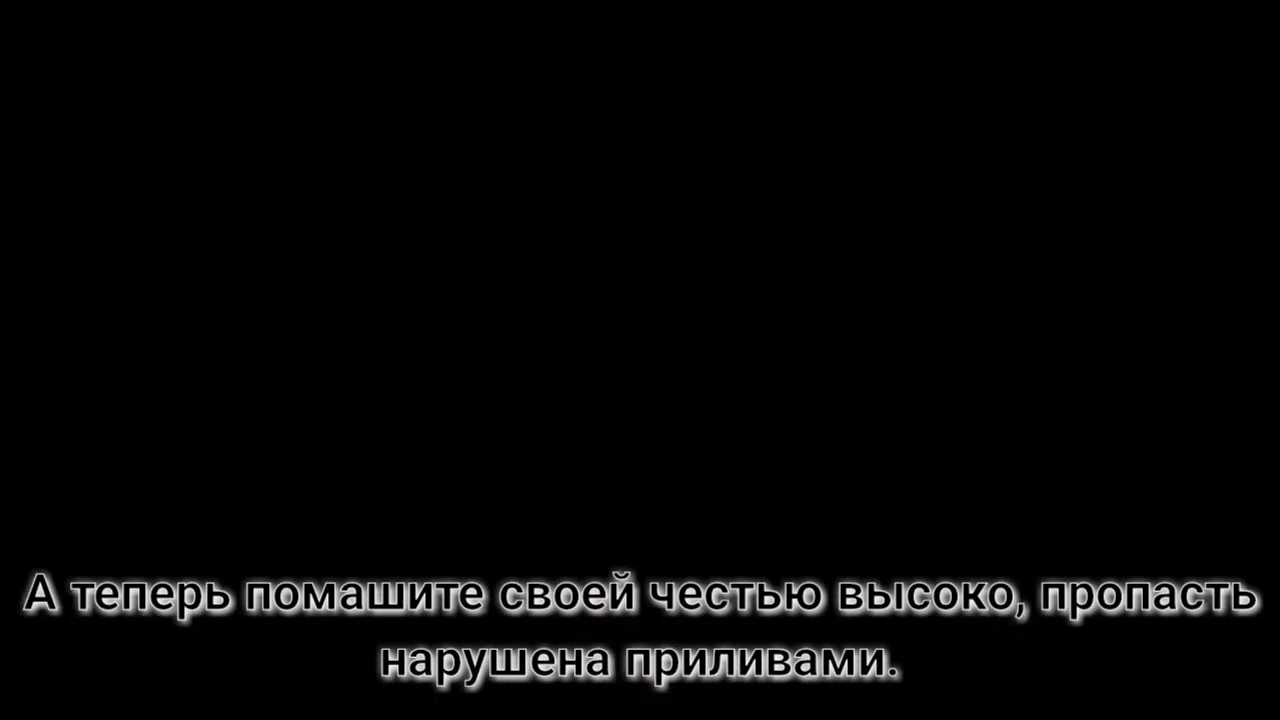 А теперь помашите своей честью высоко, пропасть
нарушена приливами.